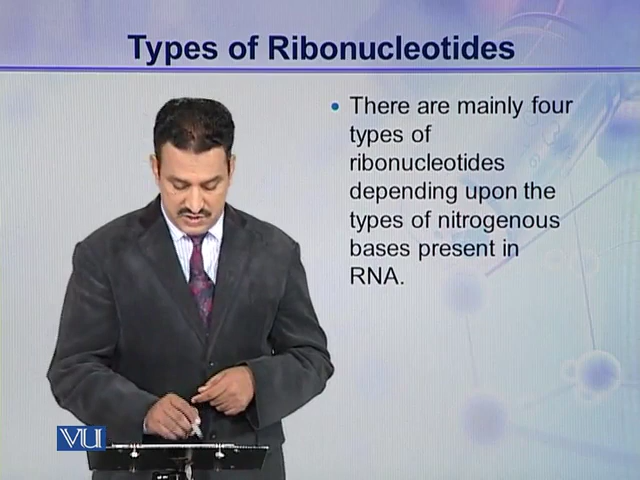 Types of Ribonucleotides
There are mainly four
types of
ribonucleotides
depending upon the
types of nitrogenous
bases present in
RNA.
VU